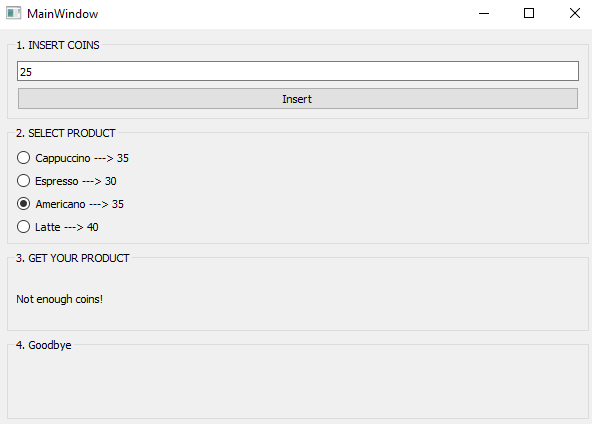 MainWindow
1. INSERT COINS
25
Insert
2. SELECT PRODUCT
Cappuccino ---> 35
Espresso ---> 30
Americano ---> 35
Latte ---> 40
3. GET YOUR PRODUCT
Not enough coins!
4. Goodbye